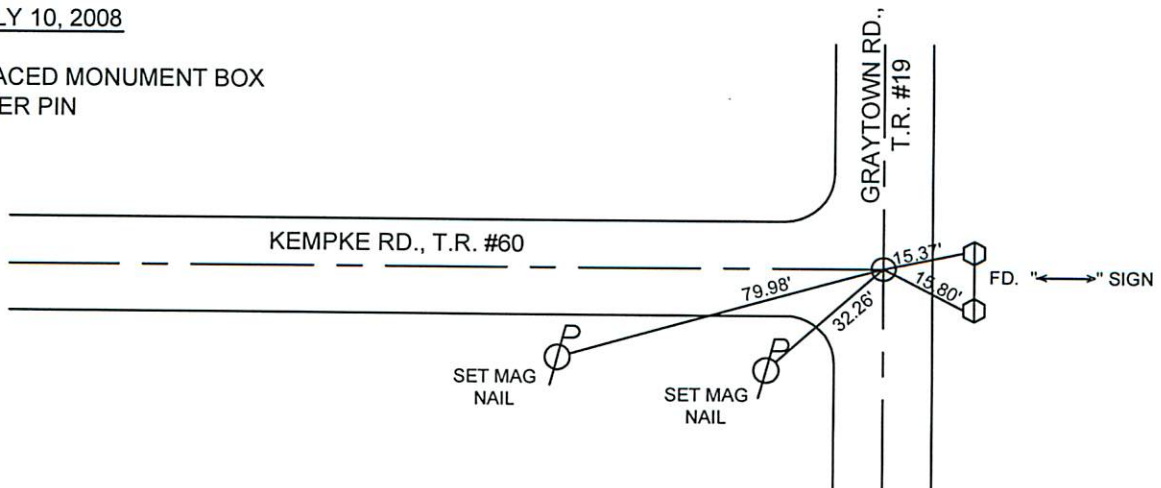 LY 10, 2008
ACED MONUMENT BOX
ER PIN
GRAYTOWN RD.,
T.R. #19
KEMPKE RD., T.R. #60
15.37'
FD. "⟷" SIGN
15.80'
79.98'
32.26'
SET MAG
NAIL
SET MAG
NAIL